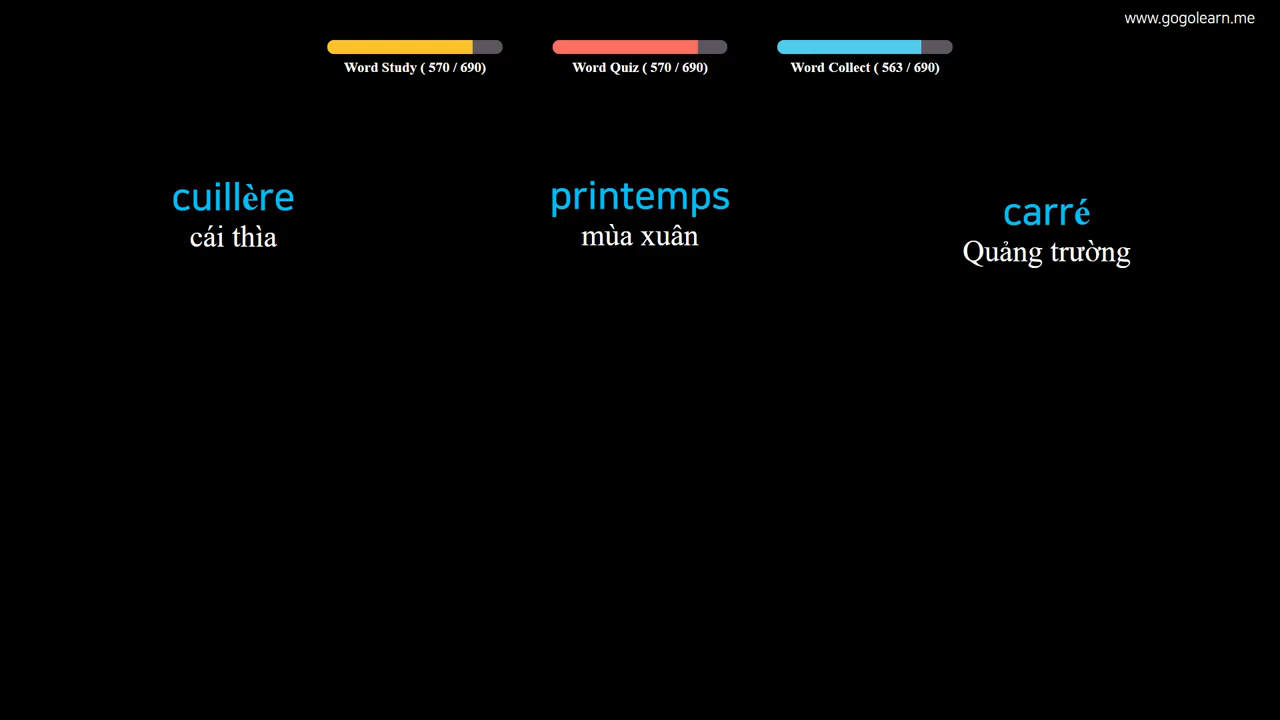 www.gogolearn.me
Word Study ( 570 / 690)
Word Quiz ( 570 / 690)
Word Collect ( 563 / 690)
cuillère
cái thìa
printemps
mùa xuân
carré
Quảng trường